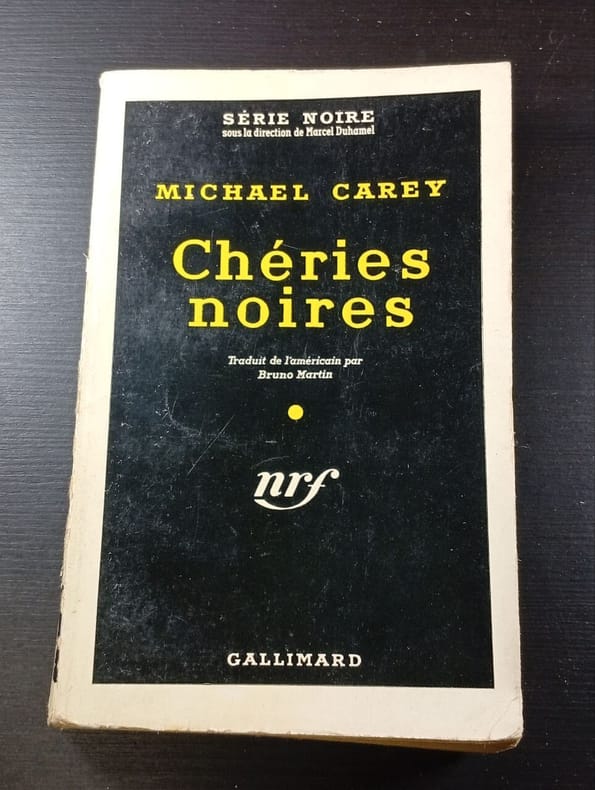 SÉRIE NOIRE
sous la direction de Marcel Duhamel
MICHAEL CAREY
Chéries
noires
Traduit de l'américain par
Bruno Martin
nrf
GALLIMARD